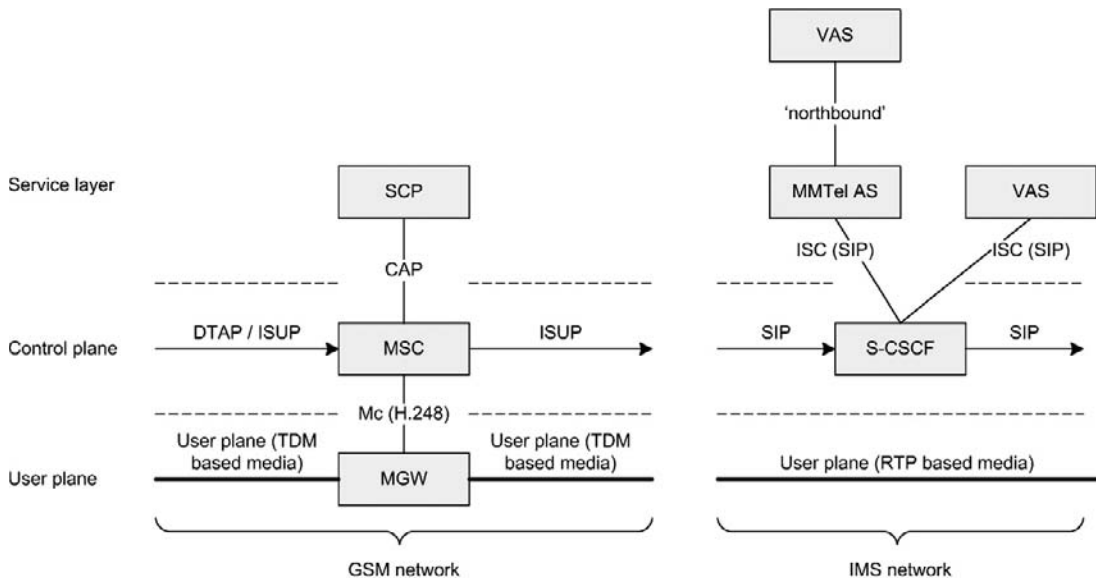 VAS
'northbound'
Service layer
SCP
MMTel AS
VAS
CAP
ISC (SIP)
ISC (SIP)
Control plane
DTAP / ISUP
MSC
ISUP
SIP
S-CSCF
SIP
Mc (H.248)
User plane
User plane (TDM
based media)
MGW
User plane (TDM
based media)
User plane (RTP based media)
GSM network
IMS network